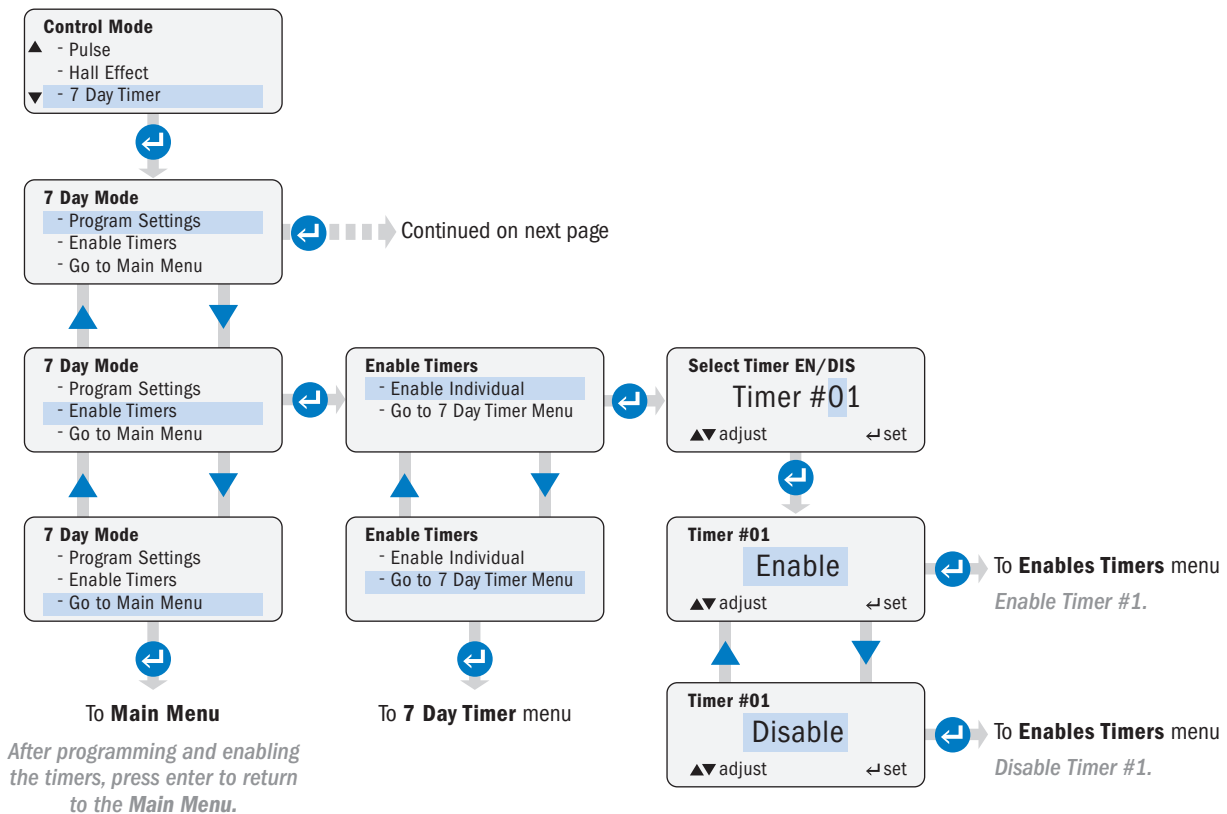 Control Mode
- Pulse
- Hall Effect
- 7 Day Timer
7 Day Mode
- Program Settings
- Enable Timers
- Go to Main Menu
Continued on next page
7 Day Mode
- Program Settings
- Enable Timers
- Go to Main Menu
Enable Timers
- Enable Individual
- Go to 7 Day Timer Menu
Select Timer EN/DIS
Timer #01
▲▼ adjust ↵ set
7 Day Mode
- Program Settings
- Enable Timers
- Go to Main Menu
Enable Timers
- Enable Individual
- Go to 7 Day Timer Menu
Timer #01
Enable
▲▼ adjust ↵ set
To Enables Timers menu
Enable Timer #1.
To Main Menu
After programming and enabling
the timers, press enter to return
to the Main Menu.
To 7 Day Timer menu
Timer #01
Disable
▲▼ adjust ↵ set
To Enables Timers menu
Disable Timer #1.